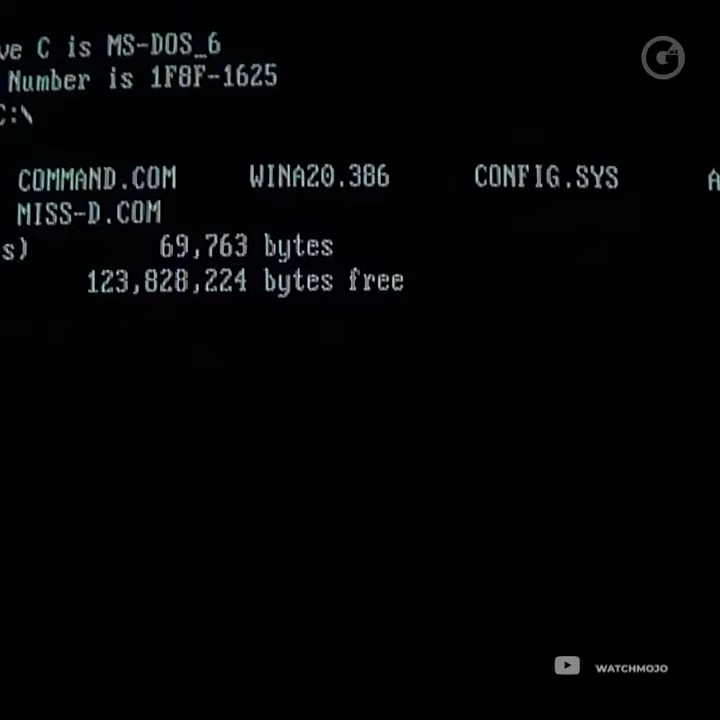 ve C is MS-DOS_6
Number is 1F8F-1625
C:\
COMMAND.COM WINA20.386 CONFIG.SYS A
MISS-D.COM
s) 69,763 bytes
123,828,224 bytes free
G
WATCHMOJO